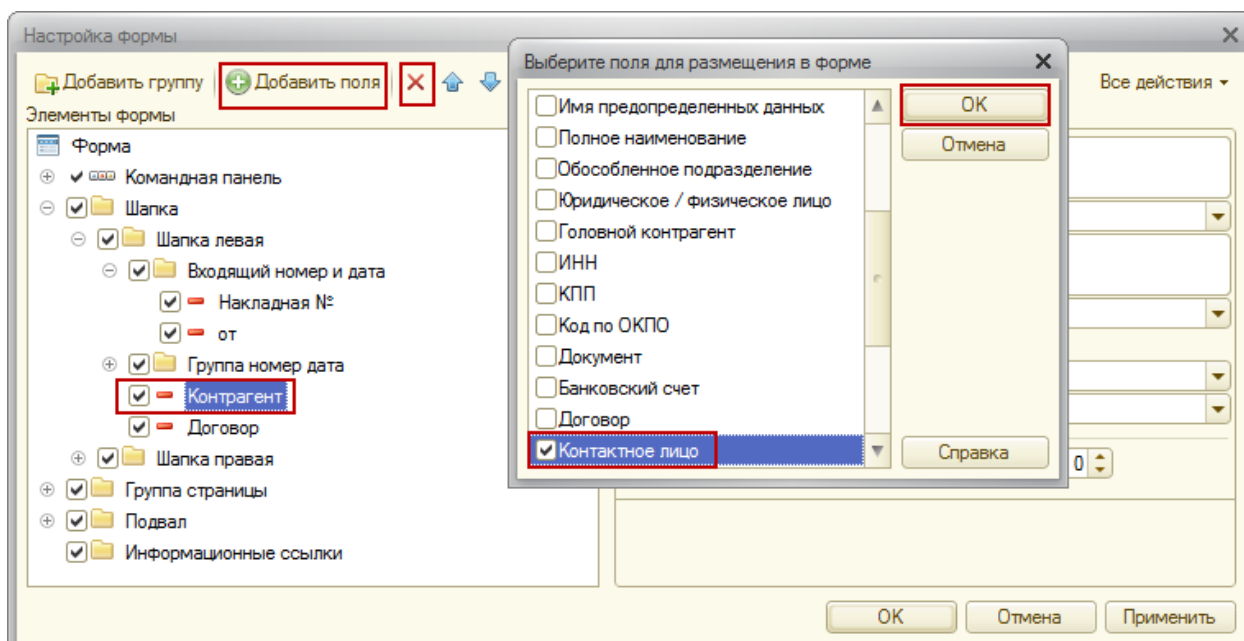 Настройка формы
Добавить группу
Добавить поля
Все действия
Элементы формы
Форма
Командная панель
Шапка
Шапка левая
Входящий номер и дата
Накладная №
от
Группа номер дата
Контрагент
Договор
Шапка правая
Группа страницы
Подвал
Информационные ссылки
Выберите поля для размещения в форме
Имя предопределенных данных
Полное наименование
Обособленное подразделение
Юридическое / физическое лицо
Головной контрагент
ИНН
КПП
Код по ОКПО
Документ
Банковский счет
Договор
Контактное лицо
OK
Отмена
Справка
0
OK
Отмена
Применить